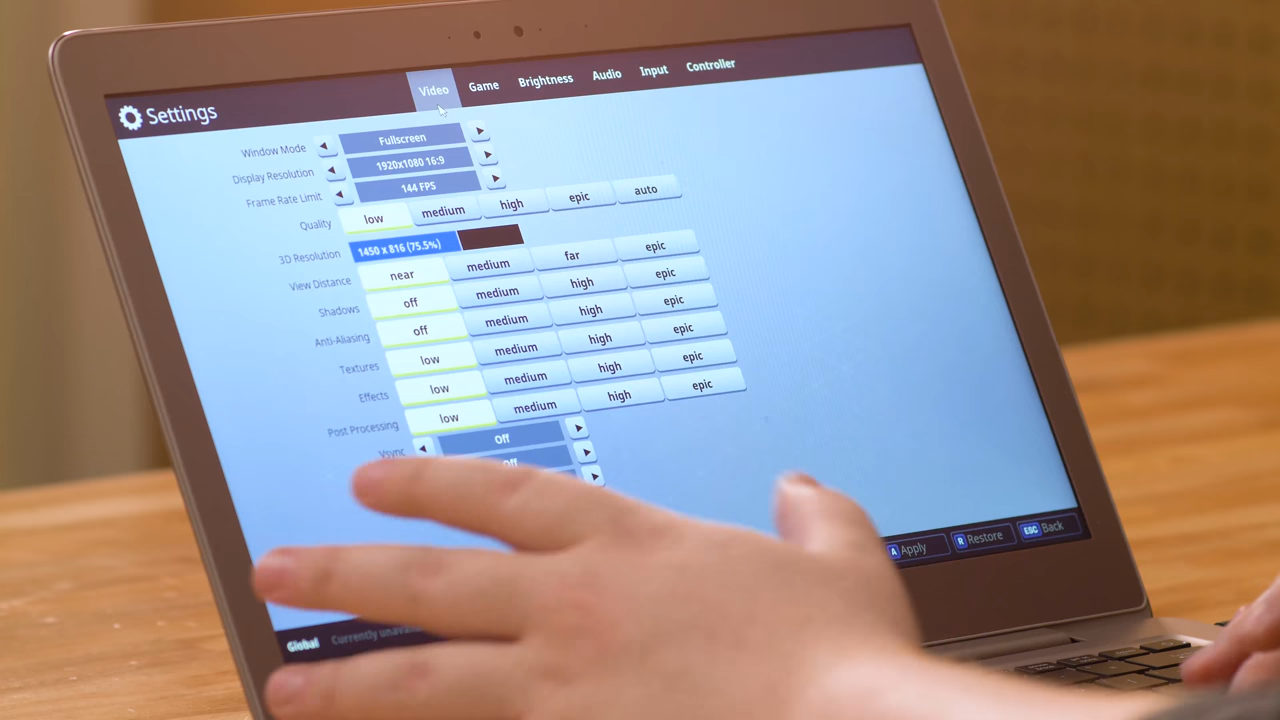 Settings
Video Game Brightness Audio Input Controller
Window Mode Fullscreen
Display Resolution 1920x1080 16:9
Frame Rate Limit 144 FPS
Quality low medium high epic auto
3D Resolution 1450 x 816 (75.5%)
View Distance near medium far epic
Shadows off medium high epic
Anti-Aliasing off medium high epic
Textures low medium high epic
Effects low medium high epic
Post Processing low medium high epic
Vsync Off
Off
A Apply R Restore ESC Back
Global Currently